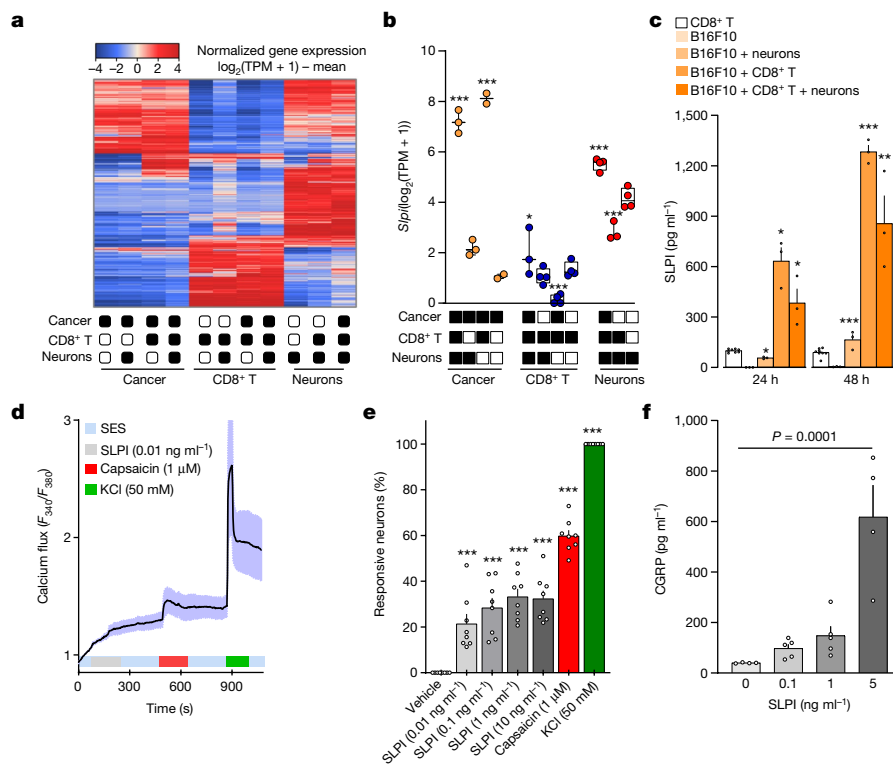 a
Normalized gene expression
log2(TPM + 1) – mean
−4 −2 0 2 4
Cancer
CD8+ T
Neurons
Cancer
CD8+ T
Neurons
b
Slpi(log2(TPM + 1))
10
8
6
4
2
0
***
***
*
***
***
***
Cancer
CD8+ T
Neurons
Cancer
CD8+ T
Neurons
c
CD8+ T
B16F10
B16F10 + neurons
B16F10 + CD8+ T
B16F10 + CD8+ T + neurons
SLPI (pg ml−1)
1,500
1,200
900
600
300
0
*
*
*
***
***
**
24 h
48 h
d
Calcium flux (F340/F380)
3
2
1
SES
SLPI (0.01 ng ml−1)
Capsaicin (1 μM)
KCl (50 mM)
0 300 600 900
Time (s)
e
Responsive neurons (%)
100
80
60
40
20
0
***
***
***
***
***
***
Vehicle
SLPI (0.01 ng ml−1)
SLPI (0.1 ng ml−1)
SLPI (1 ng ml−1)
SLPI (10 ng ml−1)
Capsaicin (1 μM)
KCl (50 mM)
f
CGRP (pg ml−1)
1,000
800
600
400
200
0
P = 0.0001
0 0.1 1 5
SLPI (ng ml−1)